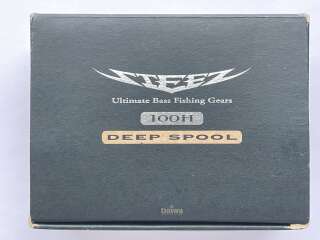 STEEZ
Ultimate Bass Fishing Gears
100H
DEEP SPOOL
Daiwa